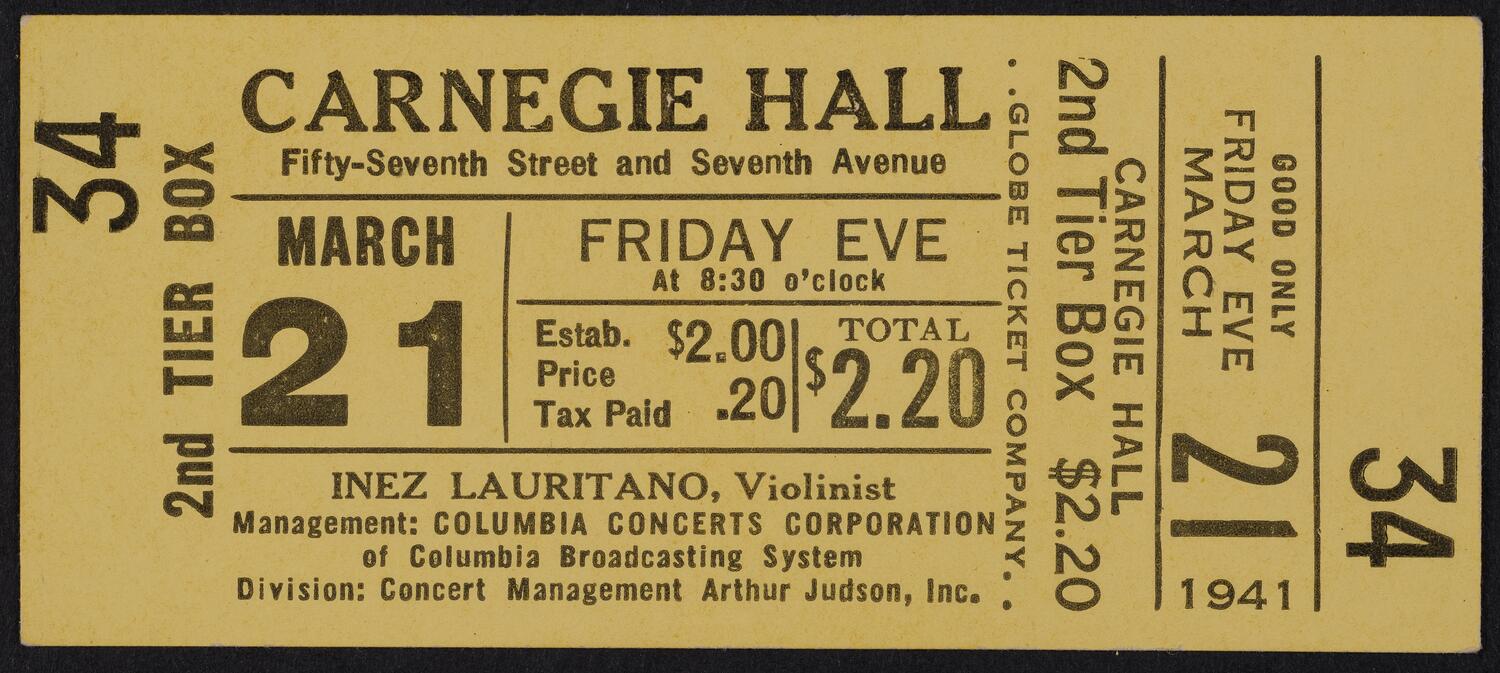 34
2nd TIER BOX
CARNEGIE HALL
Fifty-Seventh Street and Seventh Avenue
MARCH
21
FRIDAY EVE
At 8:30 o'clock
Estab. $2.00
Price
Tax Paid .20
TOTAL
$2.20
INEZ LAURITANO, Violinist
Management: COLUMBIA CONCERTS CORPORATION
of Columbia Broadcasting System
Division: Concert Management Arthur Judson, Inc.
. .GLOBE TICKET COMPANY. .
2nd Tier Box $2.20
CARNEGIE HALL
GOOD ONLY
FRIDAY EVE
MARCH
21
1941
34